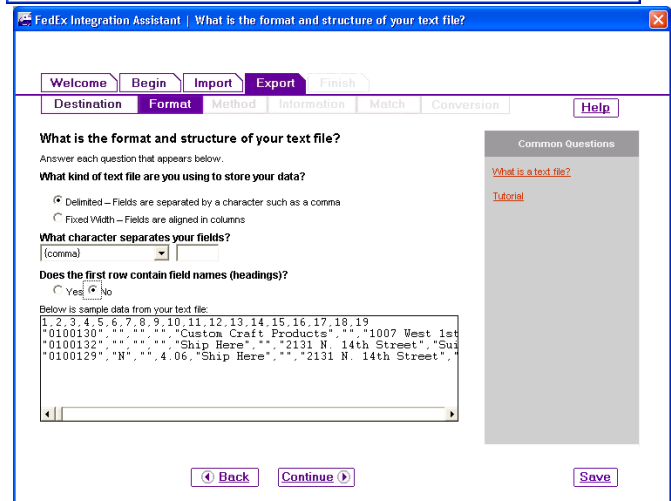 FedEx Integration Assistant | What is the format and structure of your text file?
Welcome Begin Import Export Finish
Destination Format Method Information Match Conversion Help
What is the format and structure of your text file?
Answer each question that appears below.
What kind of text file are you using to store your data?
Delimited – Fields are separated by a character such as a comma
Fixed Width – Fields are aligned in columns
What character separates your fields?
(comma)
Does the first row contain field names (headings)?
Yes No
Below is sample data from your text file:
1,2,3,4,5,6,7,8,9,10,11,12,13,14,15,16,17,18,19
"0100130","","","","Custom Craft Products","","1007 West 1st
"0100132","","","","Ship Here","","2131 N. 14th Street","Sui
"0100129","N","",4.06,"Ship Here","","2131 N. 14th Street","
Common Questions
What is a text file?
Tutorial
Back Continue Save